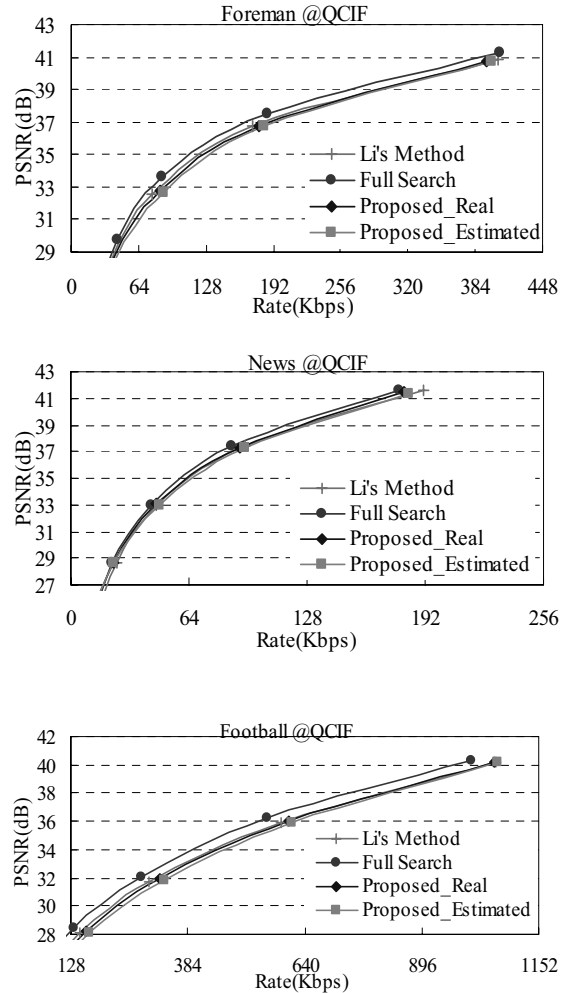 Foreman @QCIF
43
41
39
37
35
33
31
29
PSNR(dB)
Li's Method
Full Search
Proposed_Real
Proposed_Estimated
0 64 128 192 256 320 384 448
Rate(Kbps)
News @QCIF
43
41
39
37
35
33
31
29
27
PSNR(dB)
Li's Method
Full Search
Proposed_Real
Proposed_Estimated
0 64 128 192 256
Rate(Kbps)
Football @QCIF
42
40
38
36
34
32
30
28
PSNR(dB)
Li's Method
Full Search
Proposed_Real
Proposed_Estimated
128 384 640 896 1152
Rate(Kbps)